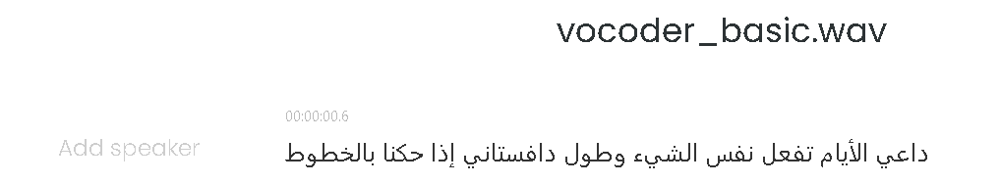 vocoder_basic.wav
00:00:00.6
Add speaker
داعي الأيام تفعل نفس الشيء وطول دافستاني إذا حكنا بالخطوط